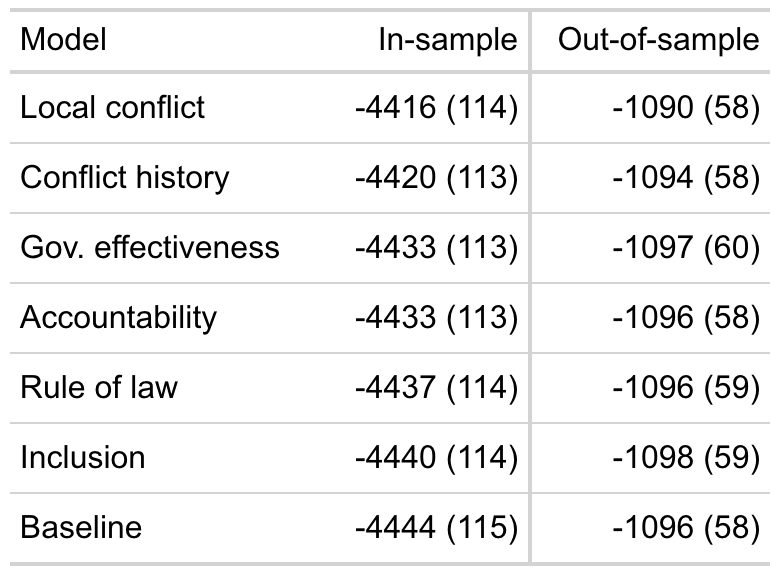 Model In-sample Out-of-sample
Local conflict -4416 (114) -1090 (58)
Conflict history -4420 (113) -1094 (58)
Gov. effectiveness -4433 (113) -1097 (60)
Accountability -4433 (113) -1096 (58)
Rule of law -4437 (114) -1096 (59)
Inclusion -4440 (114) -1098 (59)
Baseline -4444 (115) -1096 (58)